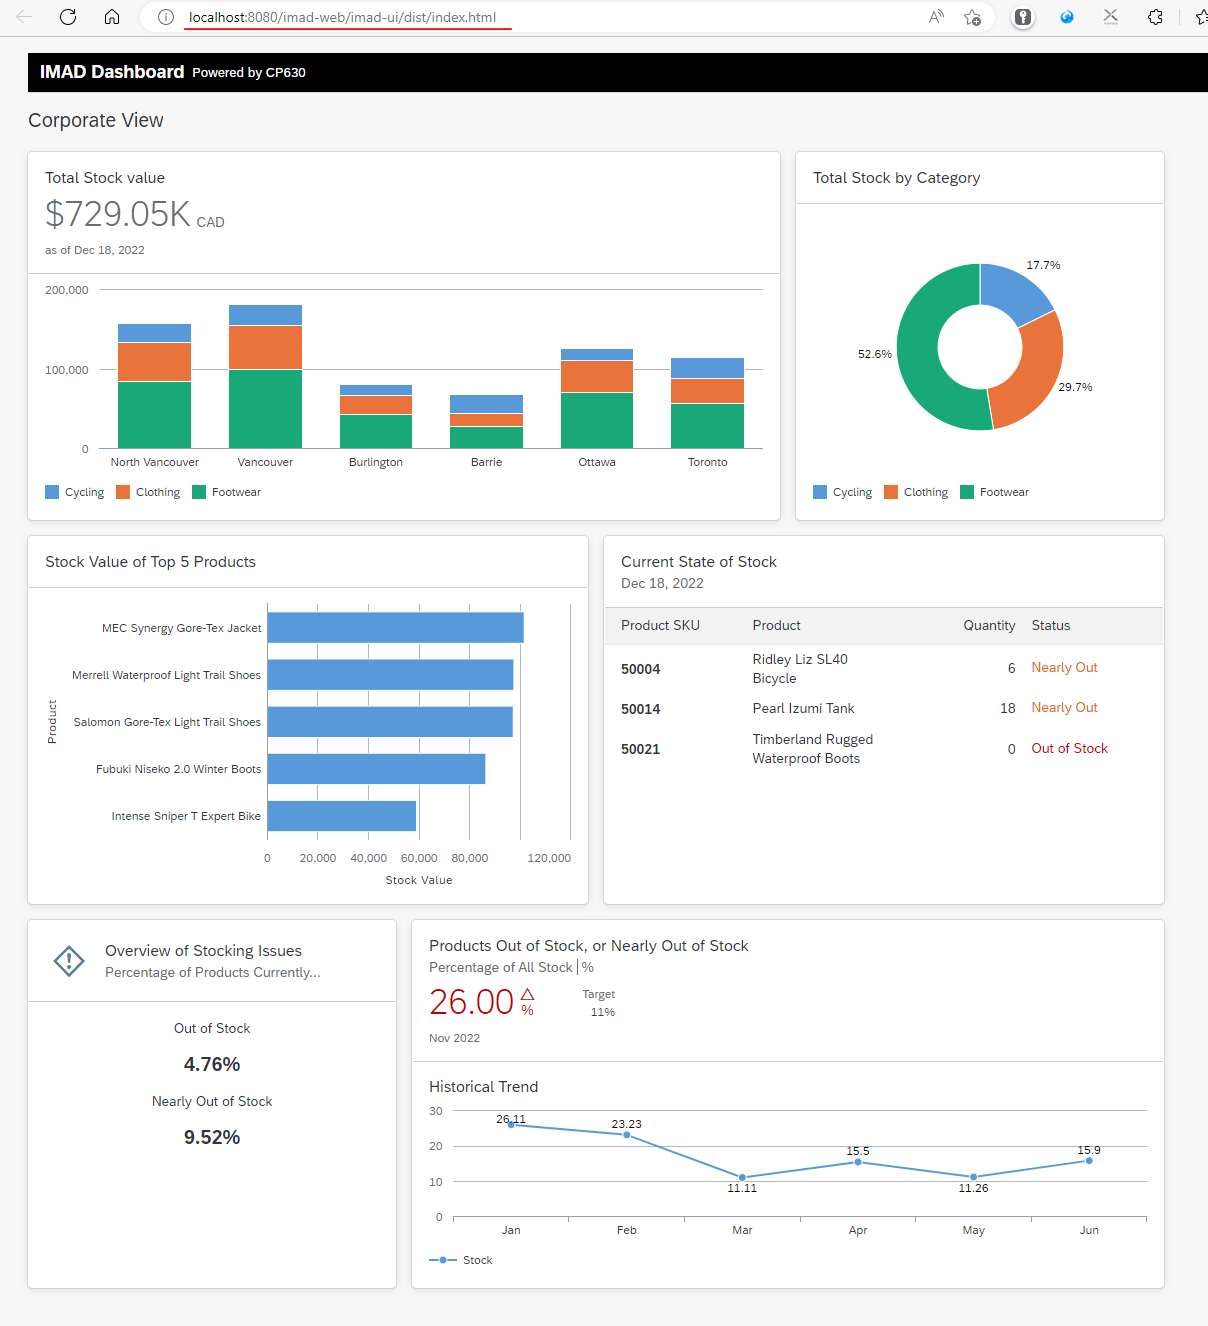 localhost:8080/imad-web/imad-ui/dist/index.html
IMAD Dashboard Powered by CP630
Corporate View
Total Stock value
$729.05K CAD
as of Dec 18, 2022
200,000
100,000
0
North Vancouver Vancouver Burlington Barrie Ottawa Toronto
Cycling Clothing Footwear
Total Stock by Category
17.7%
52.6%
29.7%
Cycling Clothing Footwear
Stock Value of Top 5 Products
Product
MEC Synergy Gore-Tex Jacket
Merrell Waterproof Light Trail Shoes
Salomon Gore-Tex Light Trail Shoes
Fubuki Niseko 2.0 Winter Boots
Intense Sniper T Expert Bike
0 20,000 40,000 60,000 80,000 120,000
Stock Value
Current State of Stock
Dec 18, 2022
Product SKU Product Quantity Status
50004 Ridley Liz SL40 6 Nearly Out
Bicycle
50014 Pearl Izumi Tank 18 Nearly Out
50021 Timberland Rugged 0 Out of Stock
Waterproof Boots
Overview of Stocking Issues
Percentage of Products Currently...
Out of Stock
4.76%
Nearly Out of Stock
9.52%
Products Out of Stock, or Nearly Out of Stock
Percentage of All Stock | %
26.00 %
Target
11%
Nov 2022
Historical Trend
30
20
10
0
26.11 23.23 11.11 15.5 11.26 15.9
Jan Feb Mar Apr May Jun
Stock